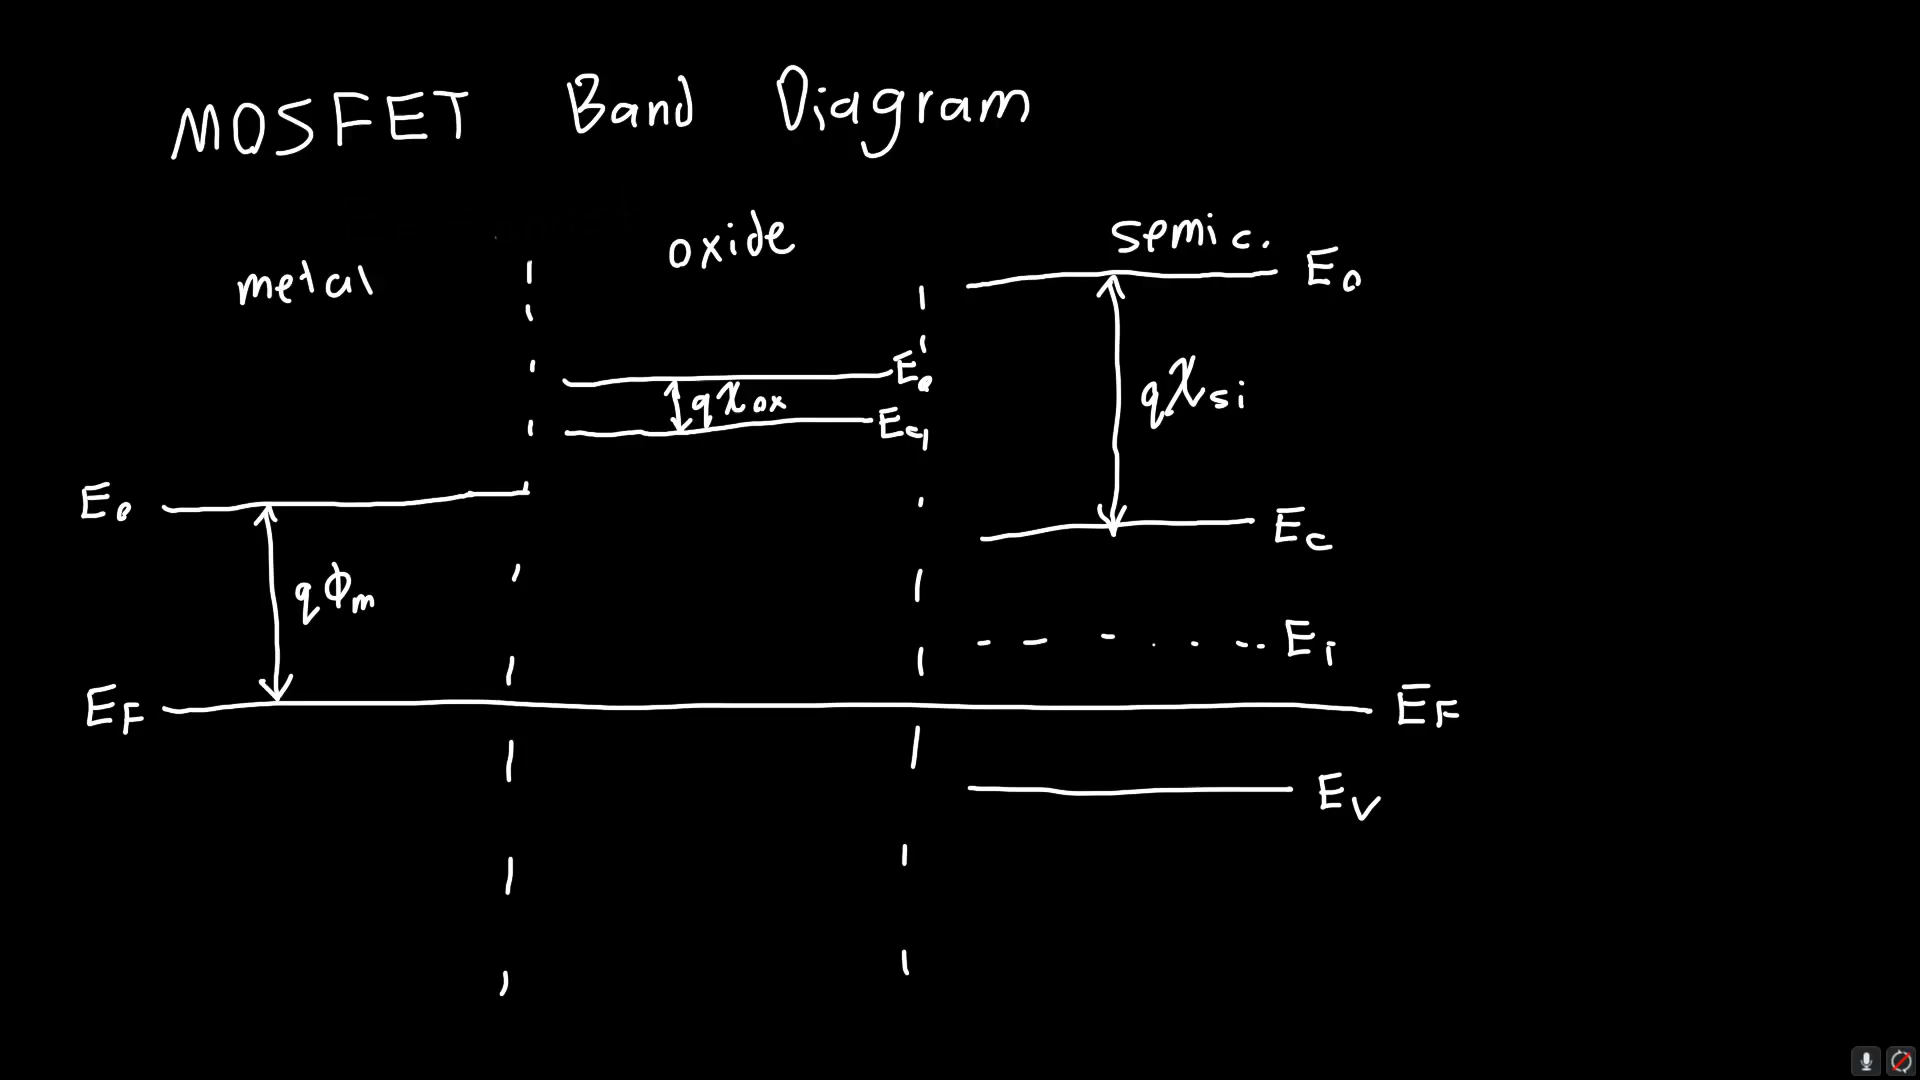 MOSFET Band Diagram
metal
oxide
semic.
E₀
E₀
qχox
Ec
qχsi
E₀
qϕm
Ec
Ei
EF
EF
Ev